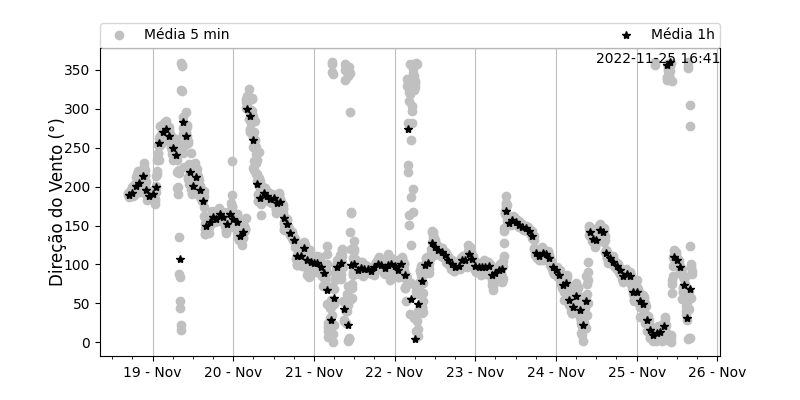 Média 5 min
Média 1h
2022-11-25 16:41
Direção do Vento (°)
350
300
250
200
150
100
50
0
19 - Nov
20 - Nov
21 - Nov
22 - Nov
23 - Nov
24 - Nov
25 - Nov
26 - Nov